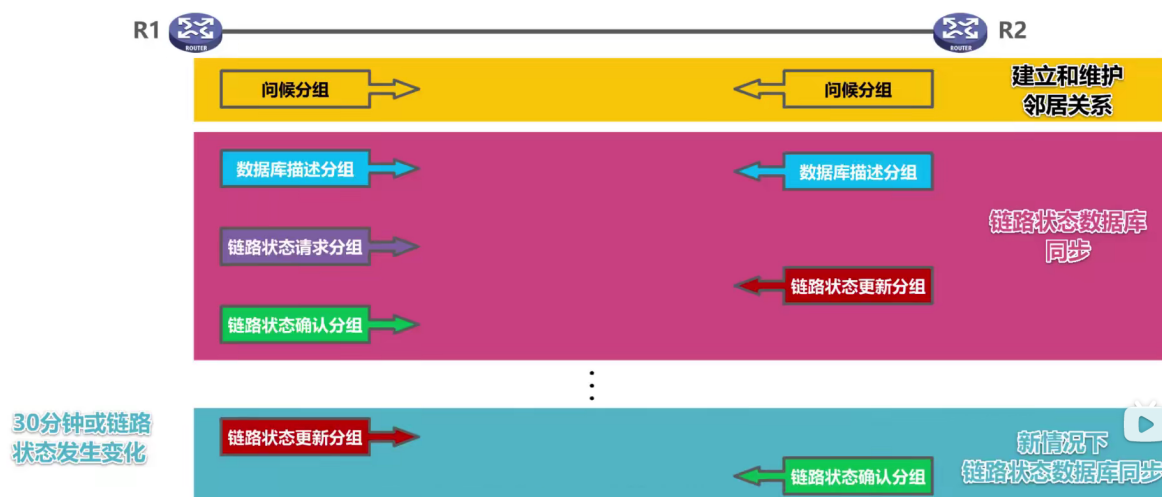 R1
ROUTER
ROUTER
R2
问候分组
问候分组
建立和维护
邻居关系
数据库描述分组
数据库描述分组
链路状态请求分组
链路状态数据库
同步
链路状态更新分组
链路状态确认分组
30分钟或链路
状态发生变化
链路状态更新分组
新情况下
链路状态数据库同步
链路状态确认分组